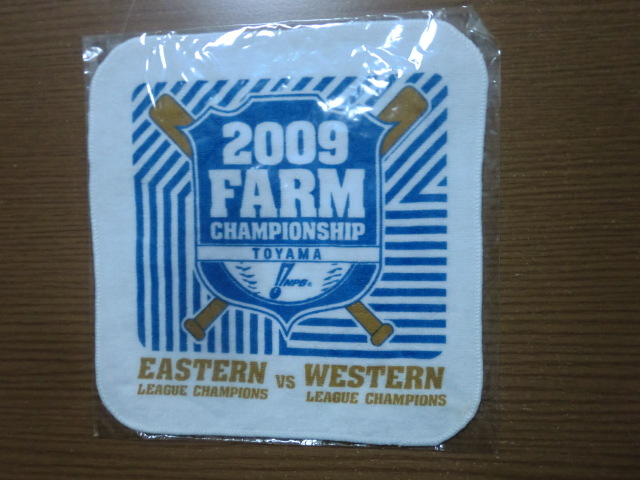 2009
FARM
CHAMPIONSHIP
TOYAMA
NPB®
EASTERN VS WESTERN
LEAGUE CHAMPIONS LEAGUE CHAMPIONS